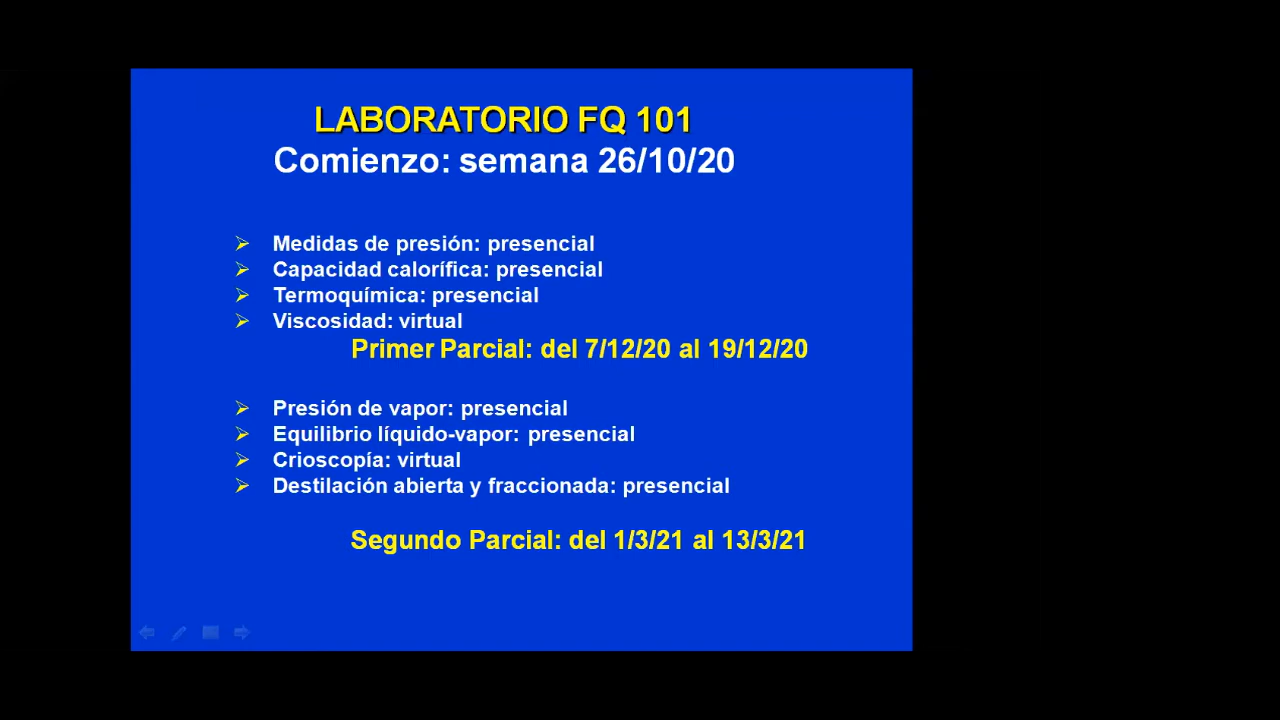 LABORATORIO FQ 101
Comienzo: semana 26/10/20
Medidas de presión: presencial
Capacidad calorífica: presencial
Termoquímica: presencial
Viscosidad: virtual
Primer Parcial: del 7/12/20 al 19/12/20
Presión de vapor: presencial
Equilibrio líquido-vapor: presencial
Crioscopía: virtual
Destilación abierta y fraccionada: presencial
Segundo Parcial: del 1/3/21 al 13/3/21